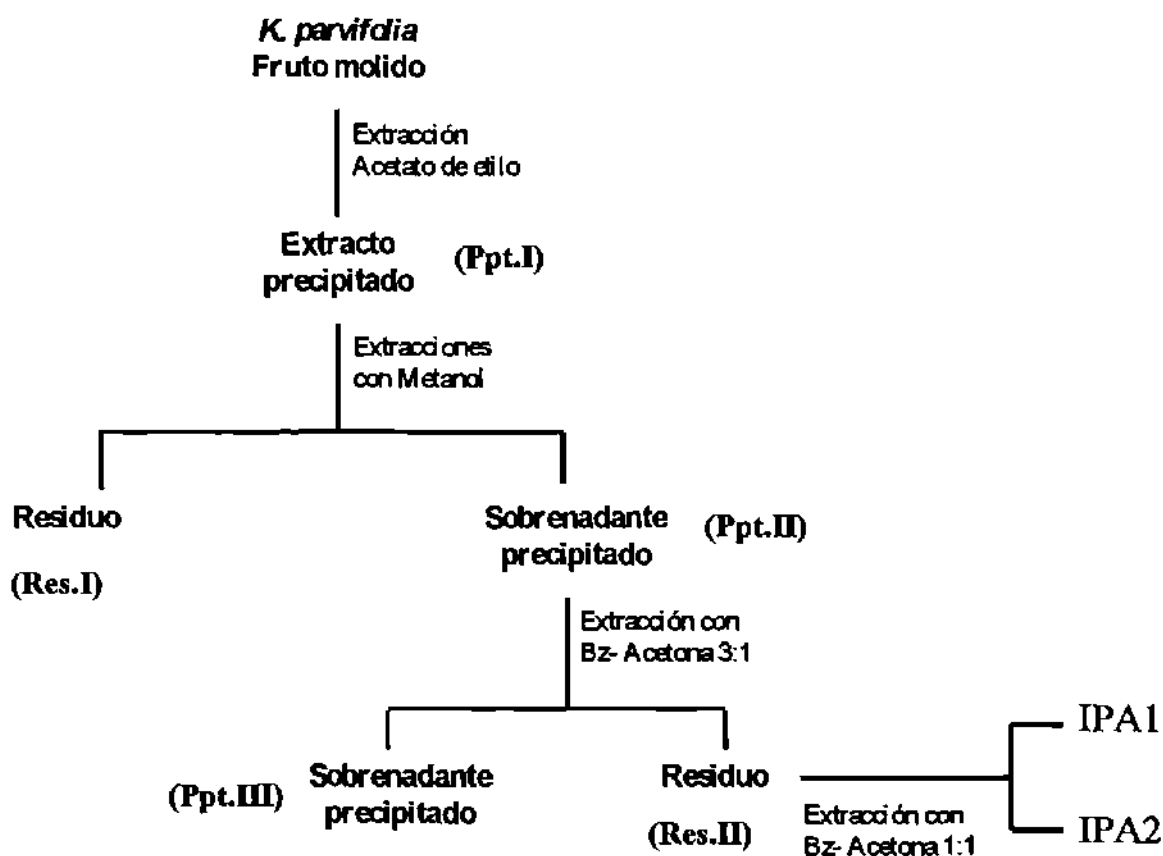 K. parvifolia
Fruto molido
Extracción
Acetato de etilo
Extracto
precipitado
(Ppt.I)
Extracciones
con Metanol
Residuo
(Res.I)
Sobrenadante
precipitado
(Ppt.II)
Extracción con
Bz- Acetona 3:1
(Ppt.III)
Sobrenadante
precipitado
Residuo
(Res.II)
Extracción con
Bz- Acetona 1:1
IPA1
IPA2